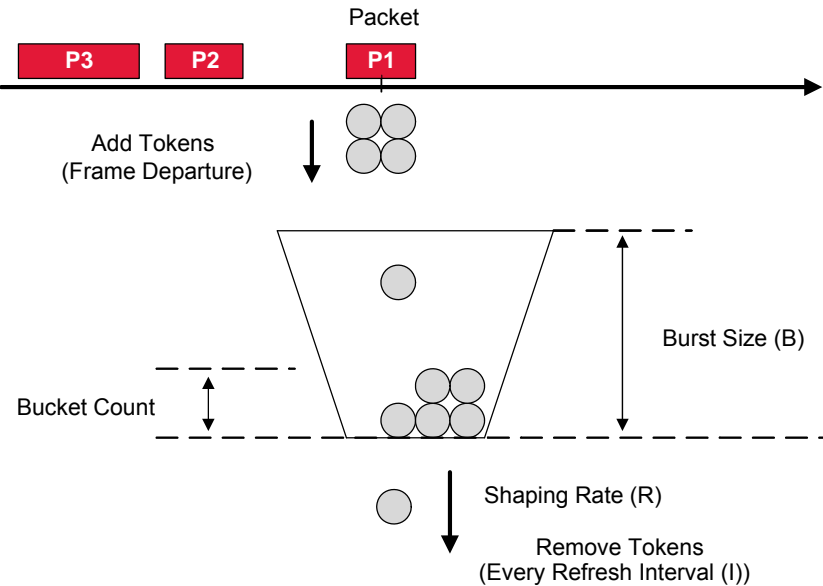 Packet
P3
P2
P1
Add Tokens
(Frame Departure)
Burst Size (B)
Bucket Count
Shaping Rate (R)
Remove Tokens
(Every Refresh Interval (I))